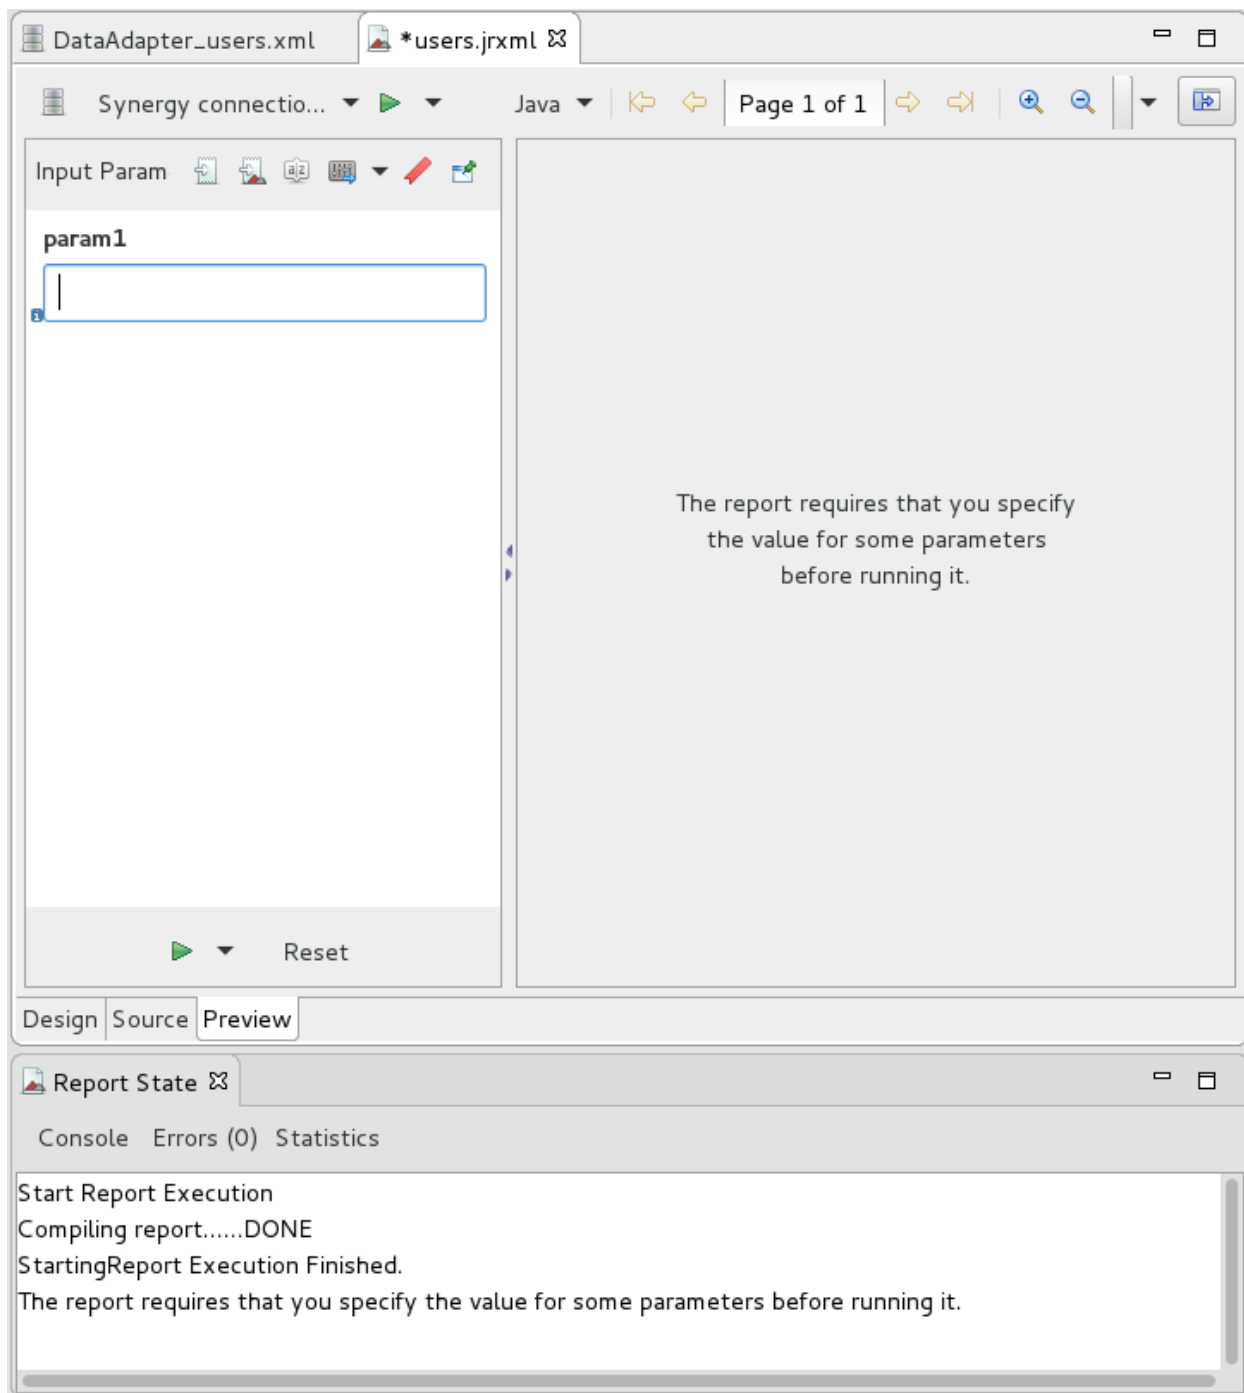 DataAdapter_users.xml *users.jrxml
Synergy connectio... Java Page 1 of 1
Input Param
param1
The report requires that you specify
the value for some parameters
before running it.
Reset
Design Source Preview
Report State
Console Errors (0) Statistics
Start Report Execution
Compiling report......DONE
StartingReport Execution Finished.
The report requires that you specify the value for some parameters before running it.